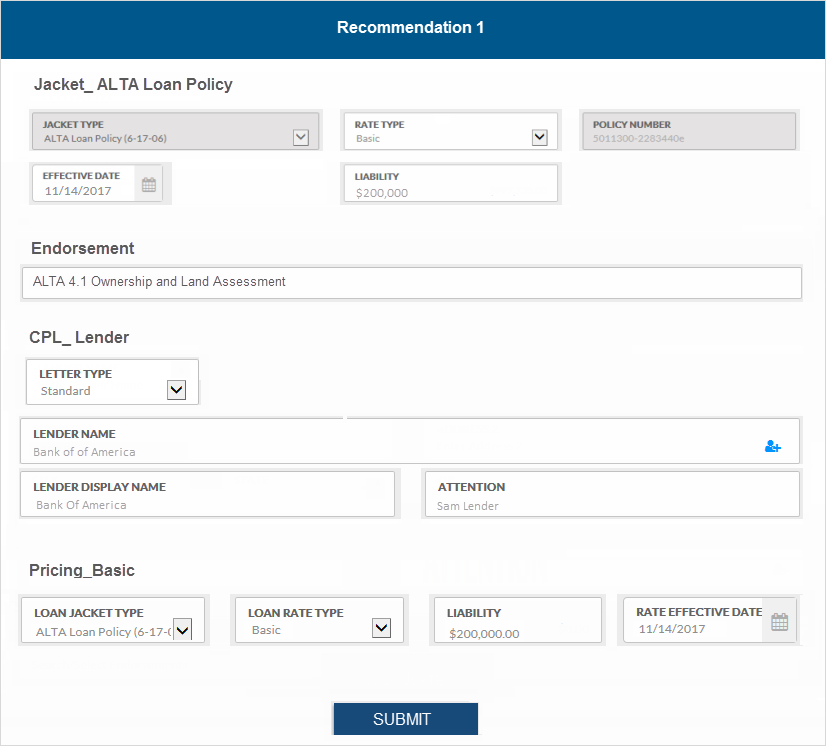 Recommendation 1
Jacket_ ALTA Loan Policy
JACKET TYPE
ALTA Loan Policy (6-17-06)
RATE TYPE
Basic
POLICY NUMBER
5011300-2283440e
EFFECTIVE DATE
11/14/2017
LIABILITY
$200,000
Endorsement
ALTA 4.1 Ownership and Land Assessment
CPL_ Lender
LETTER TYPE
Standard
LENDER NAME
Bank of of America
LENDER DISPLAY NAME
Bank Of America
ATTENTION
Sam Lender
Pricing_Basic
LOAN JACKET TYPE
ALTA Loan Policy (6-17-(
LOAN RATE TYPE
Basic
LIABILITY
$200,000.00
RATE EFFECTIVE DATE
11/14/2017
SUBMIT